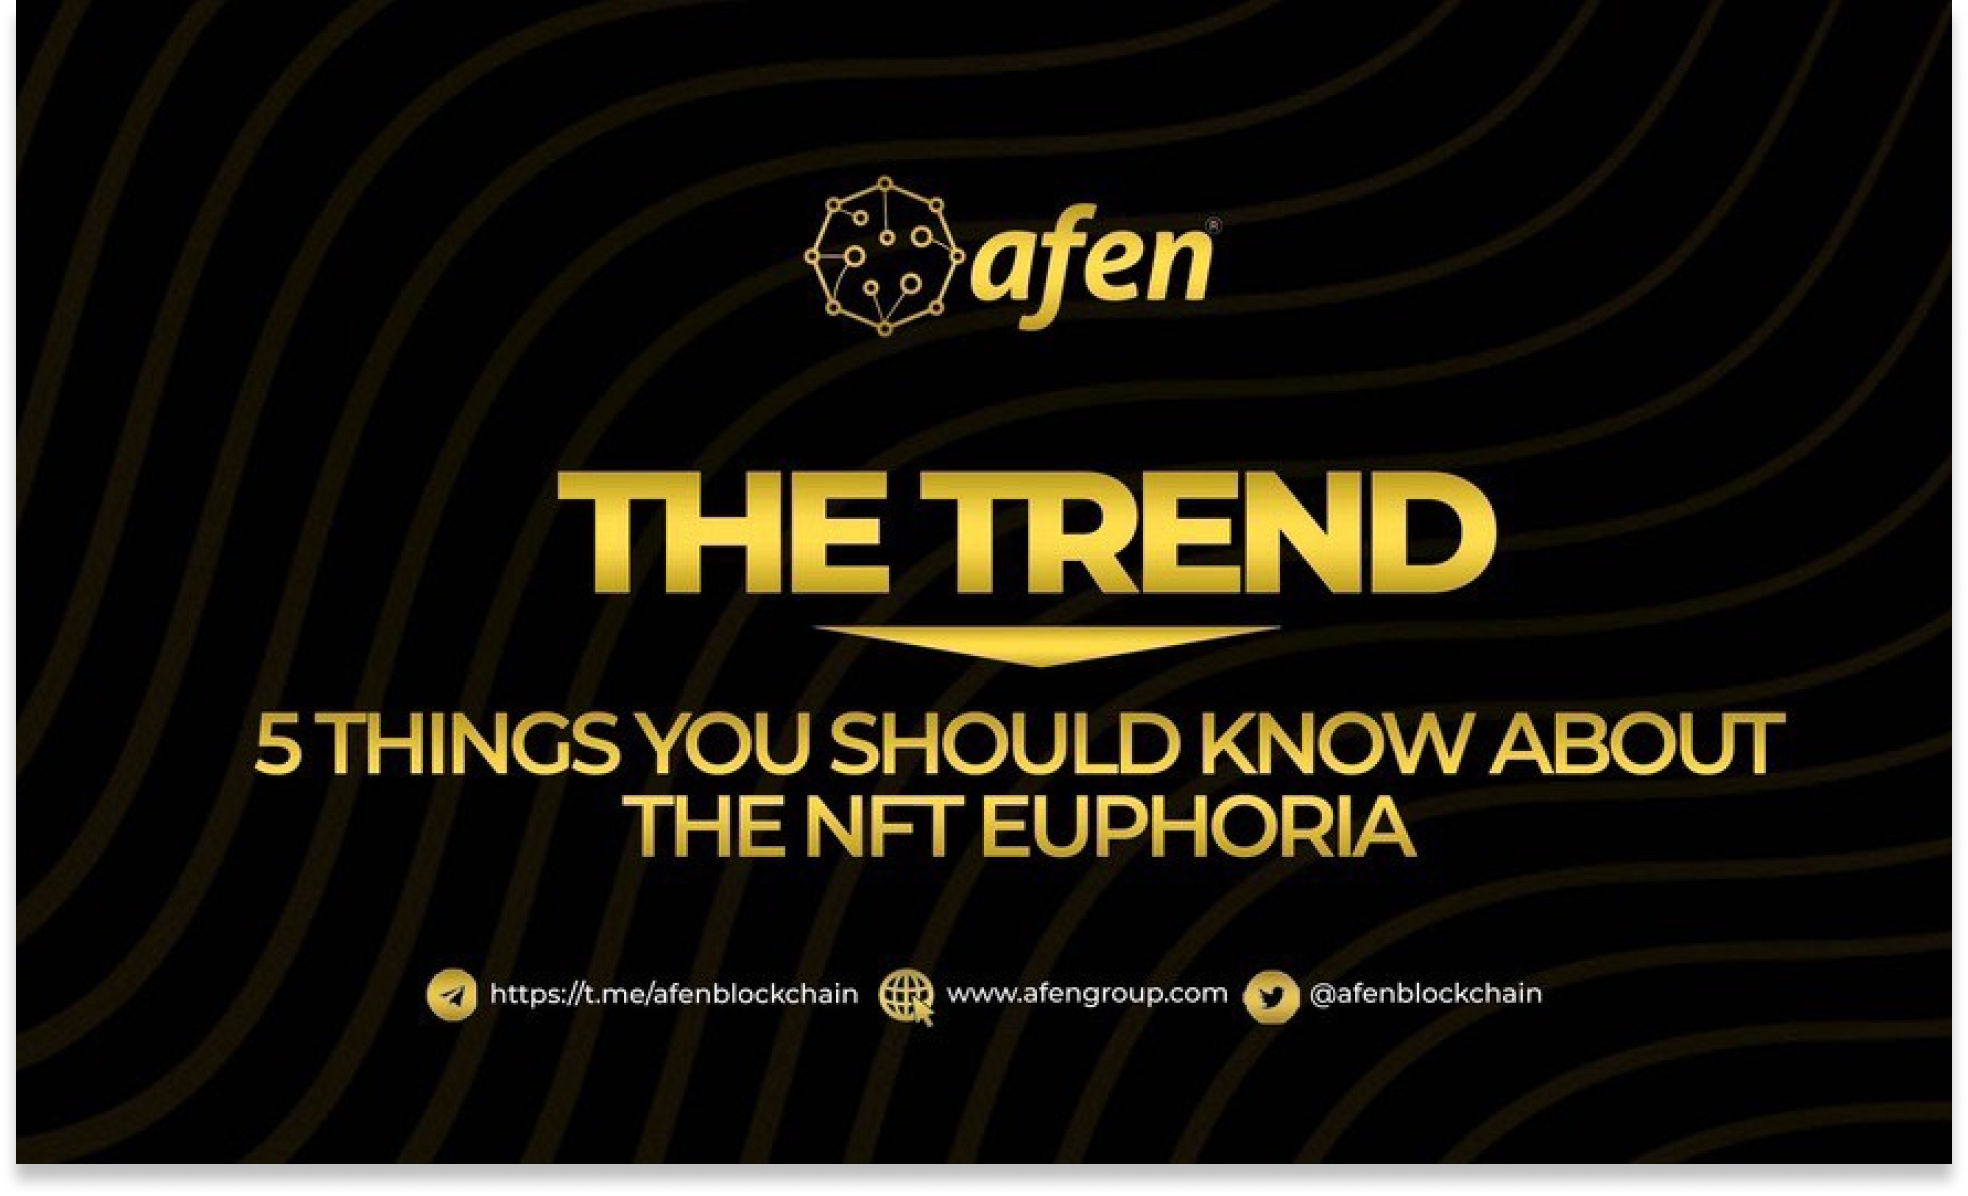 afen®
THE TREND
5 THINGS YOU SHOULD KNOW ABOUT
THE NFT EUPHORIA
https://t.me/afenblockchain www.afengroup.com @afenblockchain